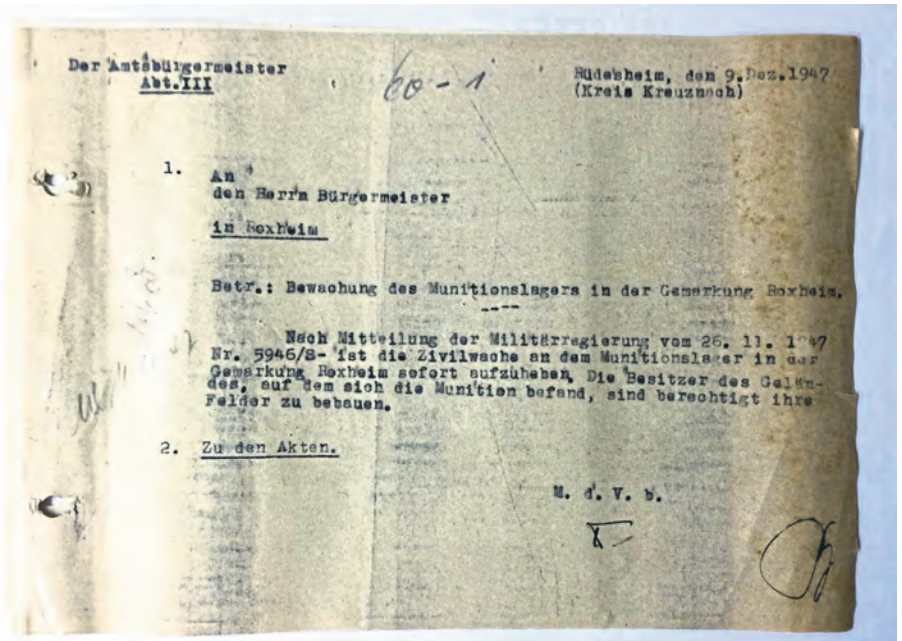 Der Amtsbürgermeister
Abt.III
60-1
Rüdesheim, den 9.Dez.1947
(Kreis Kreuznach)
1.
An
den Herrn Bürgermeister
in Roxheim
Betr.: Bewachung des Munitionslagers in der Gemarkung Roxheim.
----
Nach Mitteilung der Militärregierung vom 26. 11. 1947
Nr. 5946/S- ist die Zivilwache an dem Munitionslager in der
Gemarkung Roxheim sofort aufzuheben. Die Besitzer des Gelän-
des, auf dem sich die Munition befand, sind berechtigt ihre
Felder zu bebauen.
2. Zu den Akten.
M. d. V. b.